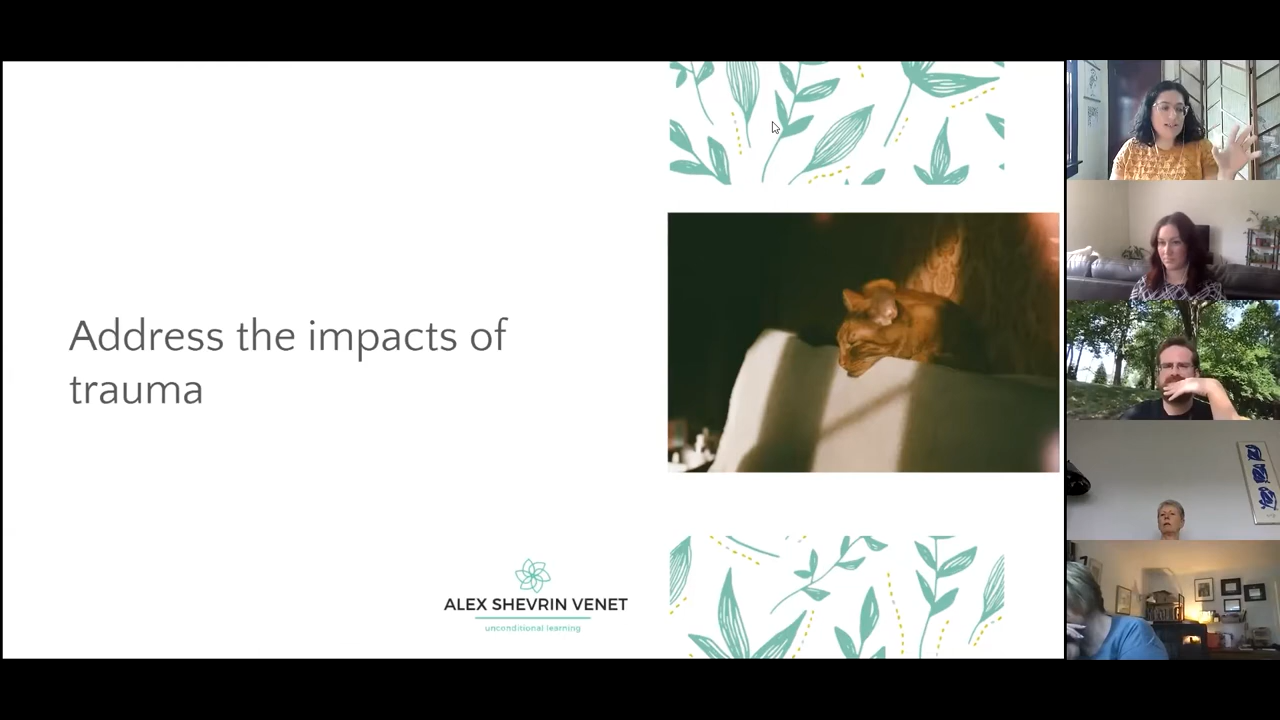 Address the impacts of
trauma
ALEX SHEVRIN VENET
unconditional learning